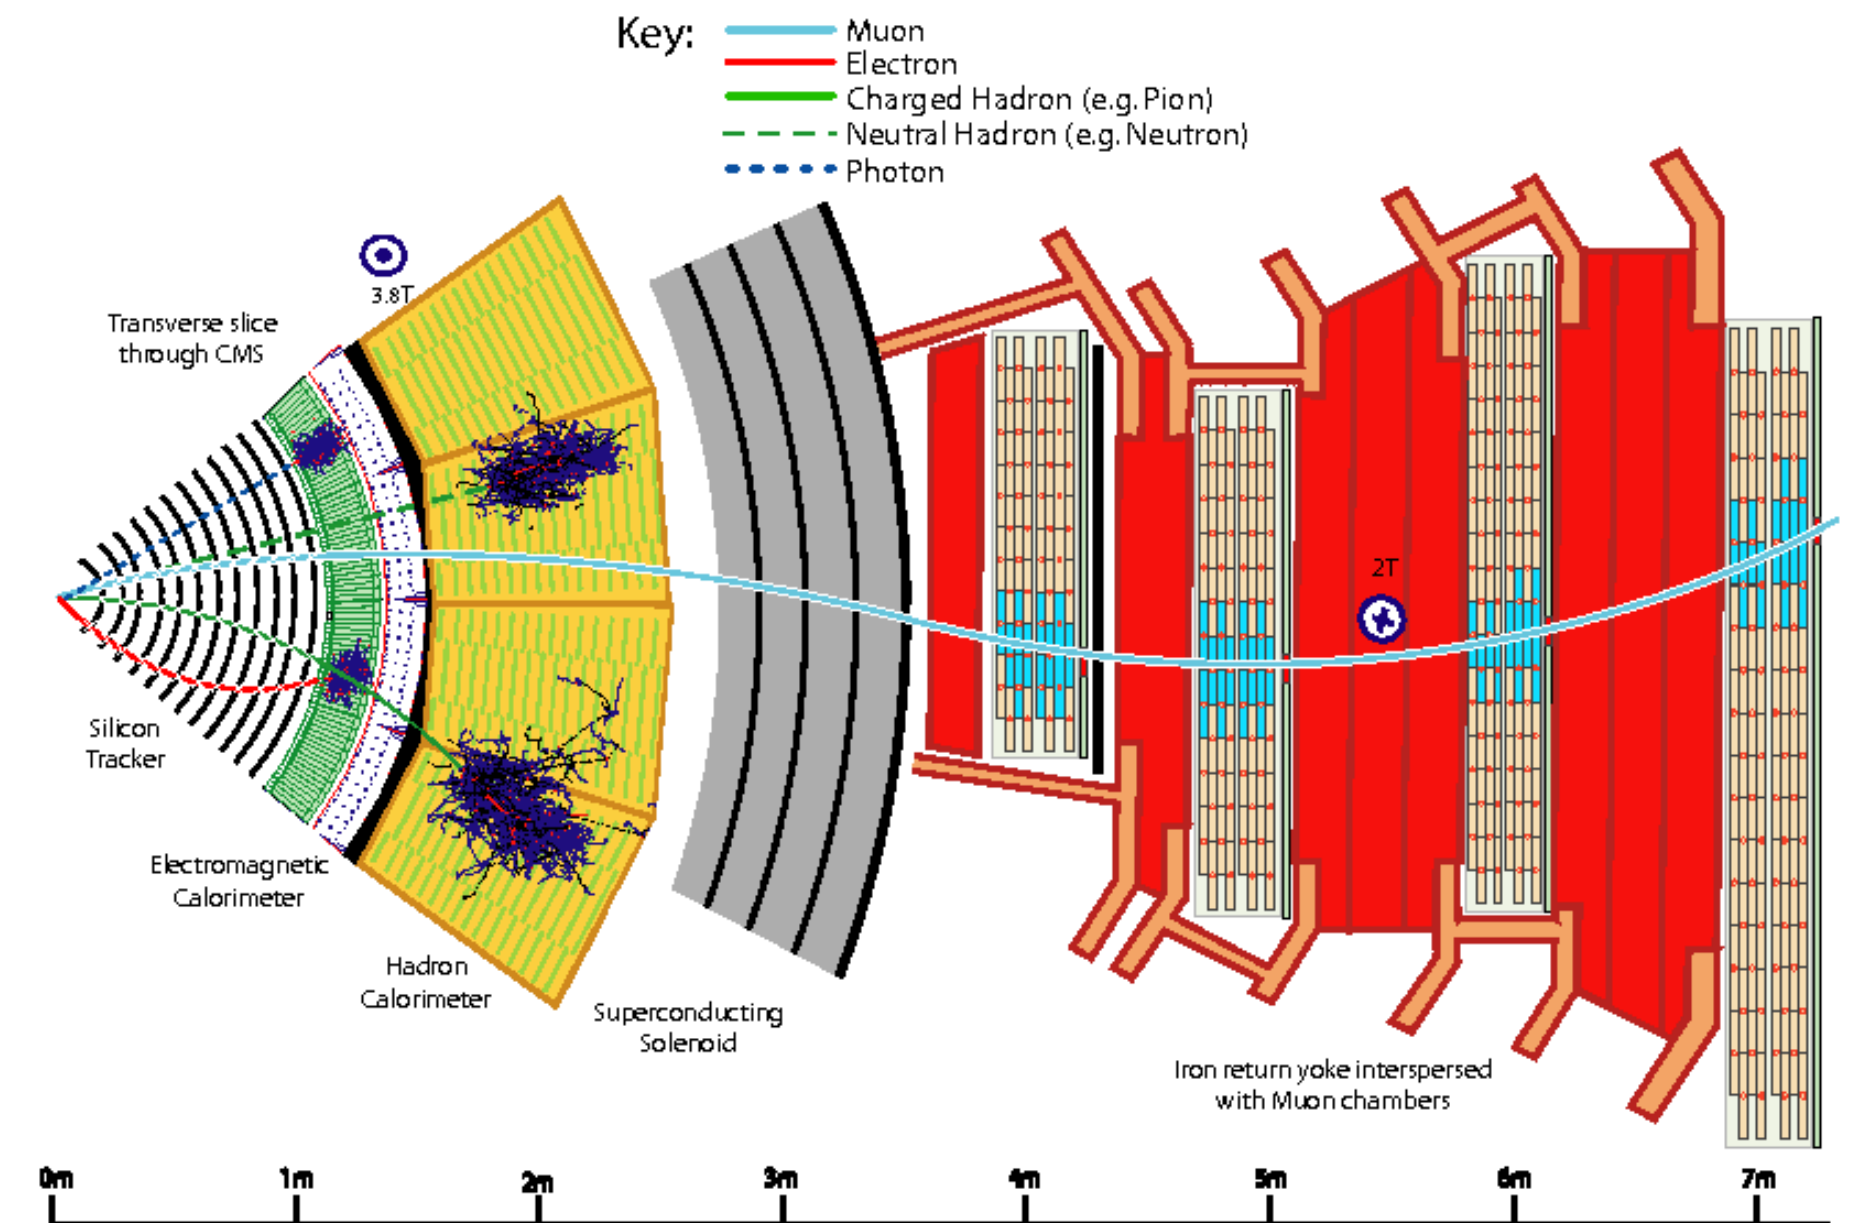 Key:
Muon
Electron
Charged Hadron (e.g. Pion)
Neutral Hadron (e.g. Neutron)
Photon
3.8T
Transverse slice
through CMS
2T
Silicon
Tracker
Electromagnetic
Calorimeter
Hadron
Calorimeter
Superconducting
Solenoid
Iron return yoke interspersed
with Muon chambers
0m 1m 2m 3m 4m 5m 6m 7m